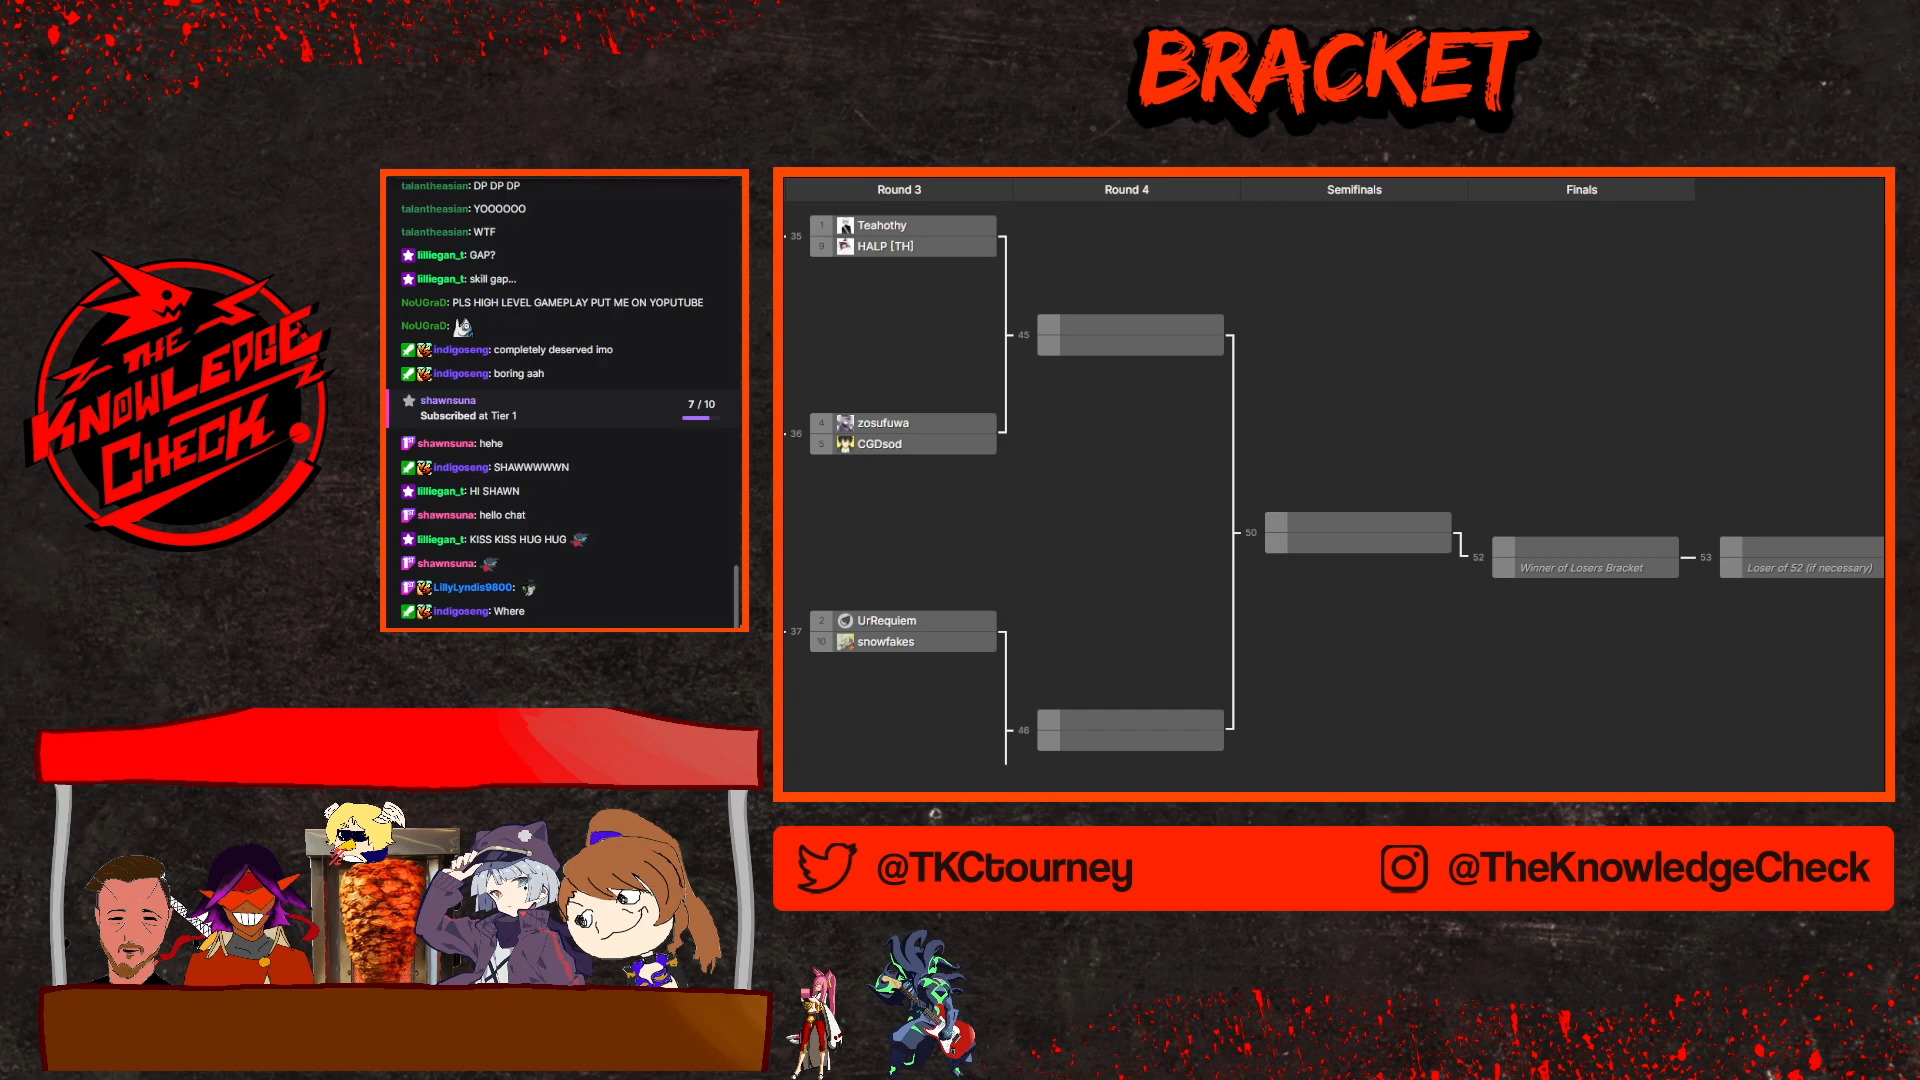 BRACKET
THE
KNOWLEDGE
CHECK
talantheasian: DP DP DP
talantheasian: YOOOOOO
talantheasian: WTF
lilliegan_t: GAP?
lilliegan_t: skill gap...
NoUGraD: PLS HIGH LEVEL GAMEPLAY PUT ME ON YOPUTUBE
NoUGraD:
indigoseng: completely deserved imo
indigoseng: boring aah
shawnsuna
Subscribed at Tier 1
7 / 10
shawnsuna: hehe
indigoseng: SHAWWWWWN
lilliegan_t: HI SHAWN
shawnsuna: hello chat
lilliegan_t: KISS KISS HUG HUG
shawnsuna:
LillyLyndis9800:
indigoseng: Where
Round 3
Round 4
Semifinals
Finals
35
1 Teahothy
9 HALP [TH]
45
36
4 zosufuwa
5 CGDsod
50
52
Winner of Losers Bracket
53
Loser of 52 (if necessary)
37
2 UrRequiem
10 snowfakes
46
@TKCtourney
@TheKnowledgeCheck